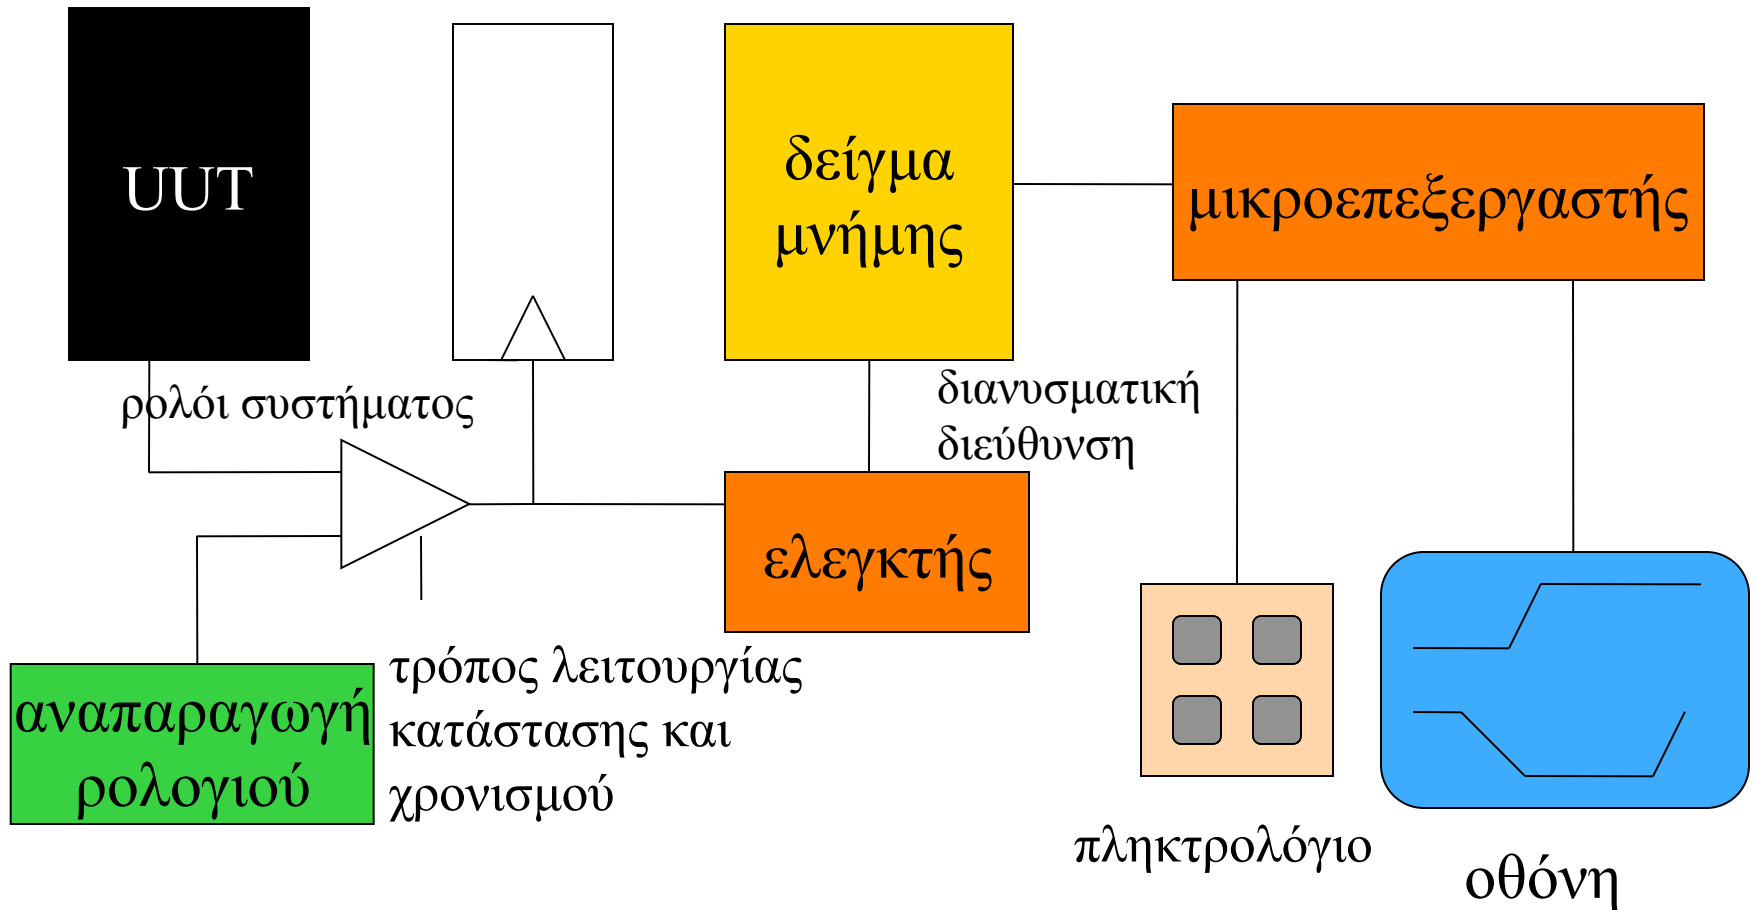 UUT
δείγμα
μνήμης
μικροεπεξεργαστής
ρολόι συστήματος
διανυσματική
διεύθυνση
ελεγκτής
αναπαραγωγή
ρολογιού
τρόπος λειτουργίας
κατάστασης και
χρονισμού
πληκτρολόγιο
οθόνη